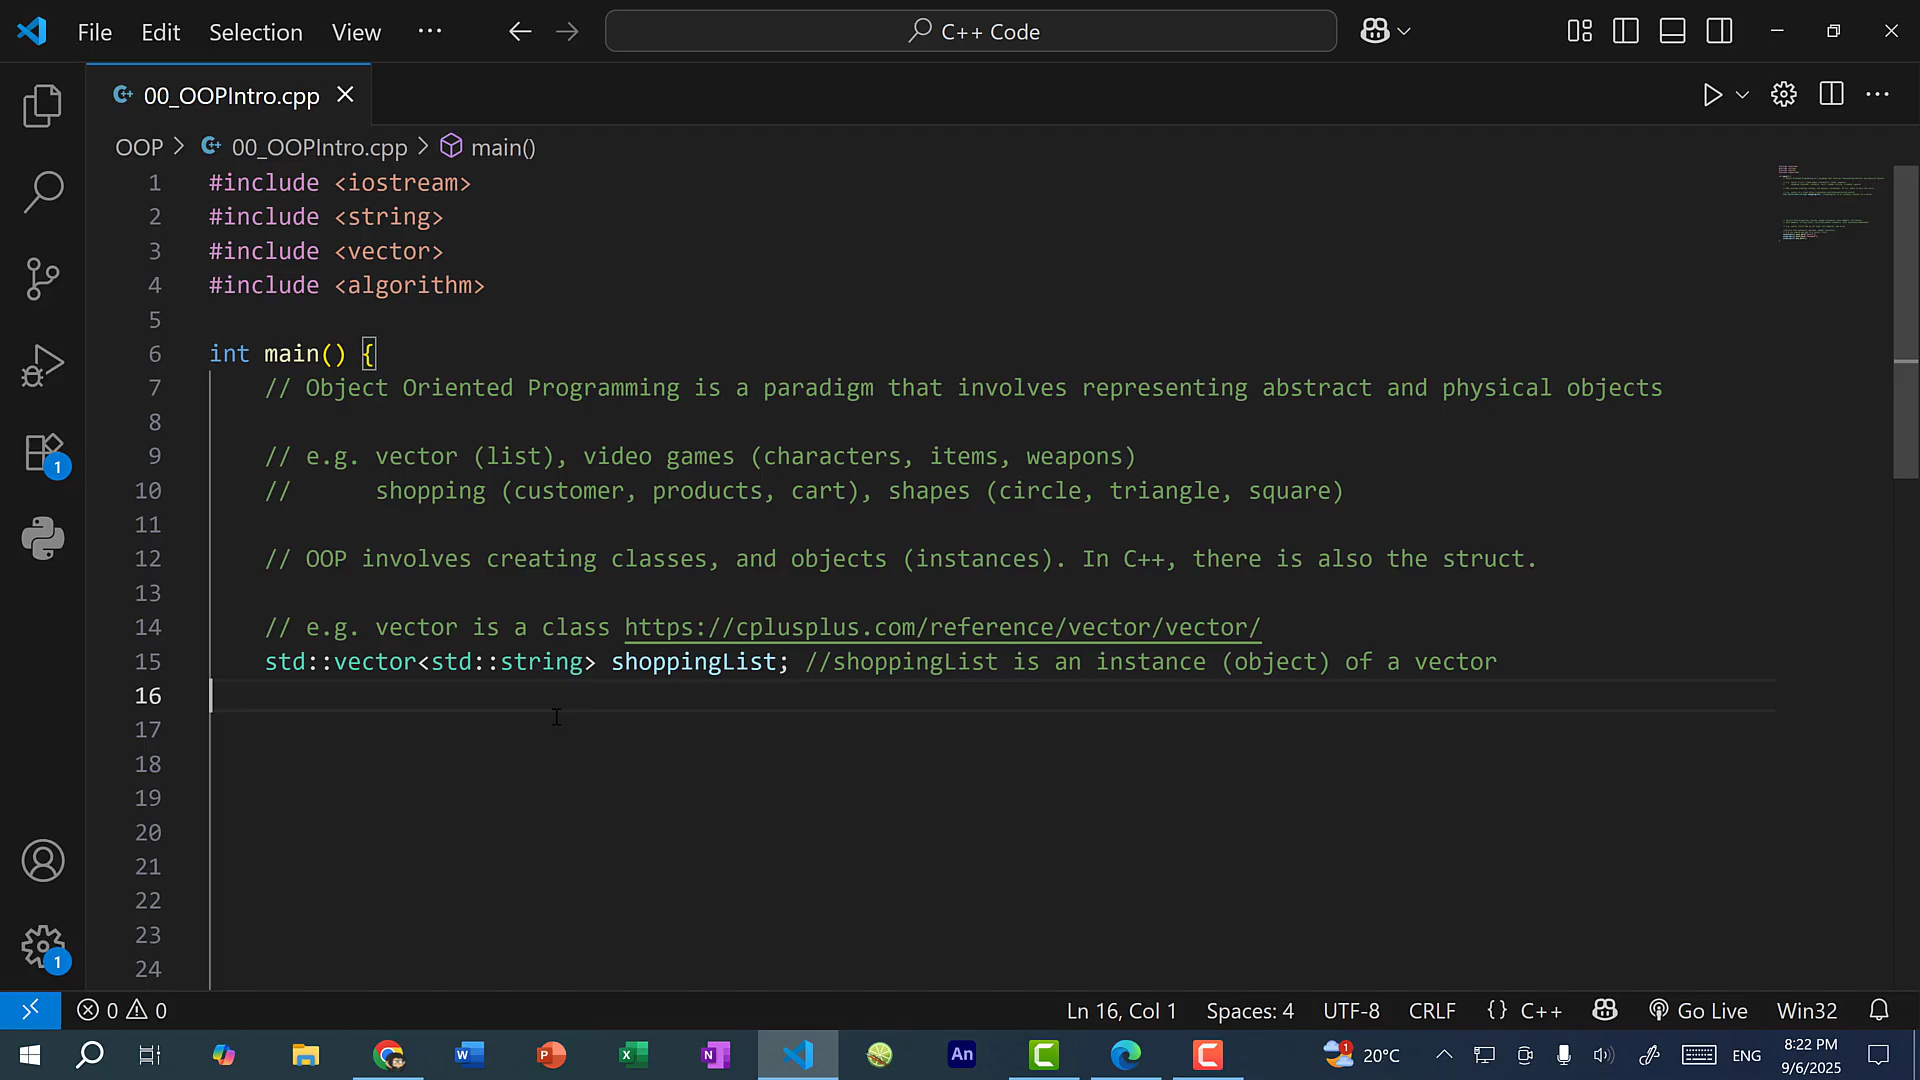 File Edit Selection View ··· C++ Code
00_OOPIntro.cpp
OOP > 00_OOPIntro.cpp > main()
1 #include <iostream>
2 #include <string>
3 #include <vector>
4 #include <algorithm>
5
6 int main() {
7 // Object Oriented Programming is a paradigm that involves representing abstract and physical objects
8
9 // e.g. vector (list), video games (characters, items, weapons)
10 // shopping (customer, products, cart), shapes (circle, triangle, square)
11
12 // OOP involves creating classes, and objects (instances). In C++, there is also the struct.
13
14 // e.g. vector is a class https://cplusplus.com/reference/vector/vector/
15 std::vector<std::string> shoppingList; //shoppingList is an instance (object) of a vector
16
17
18
19
20
21
22
23
24
1
1
0 0 Ln 16, Col 1 Spaces: 4 UTF-8 CRLF {} C++ Go Live Win32
W P X N An C C 1 20°C ENG 8:22 PM
9/6/2025